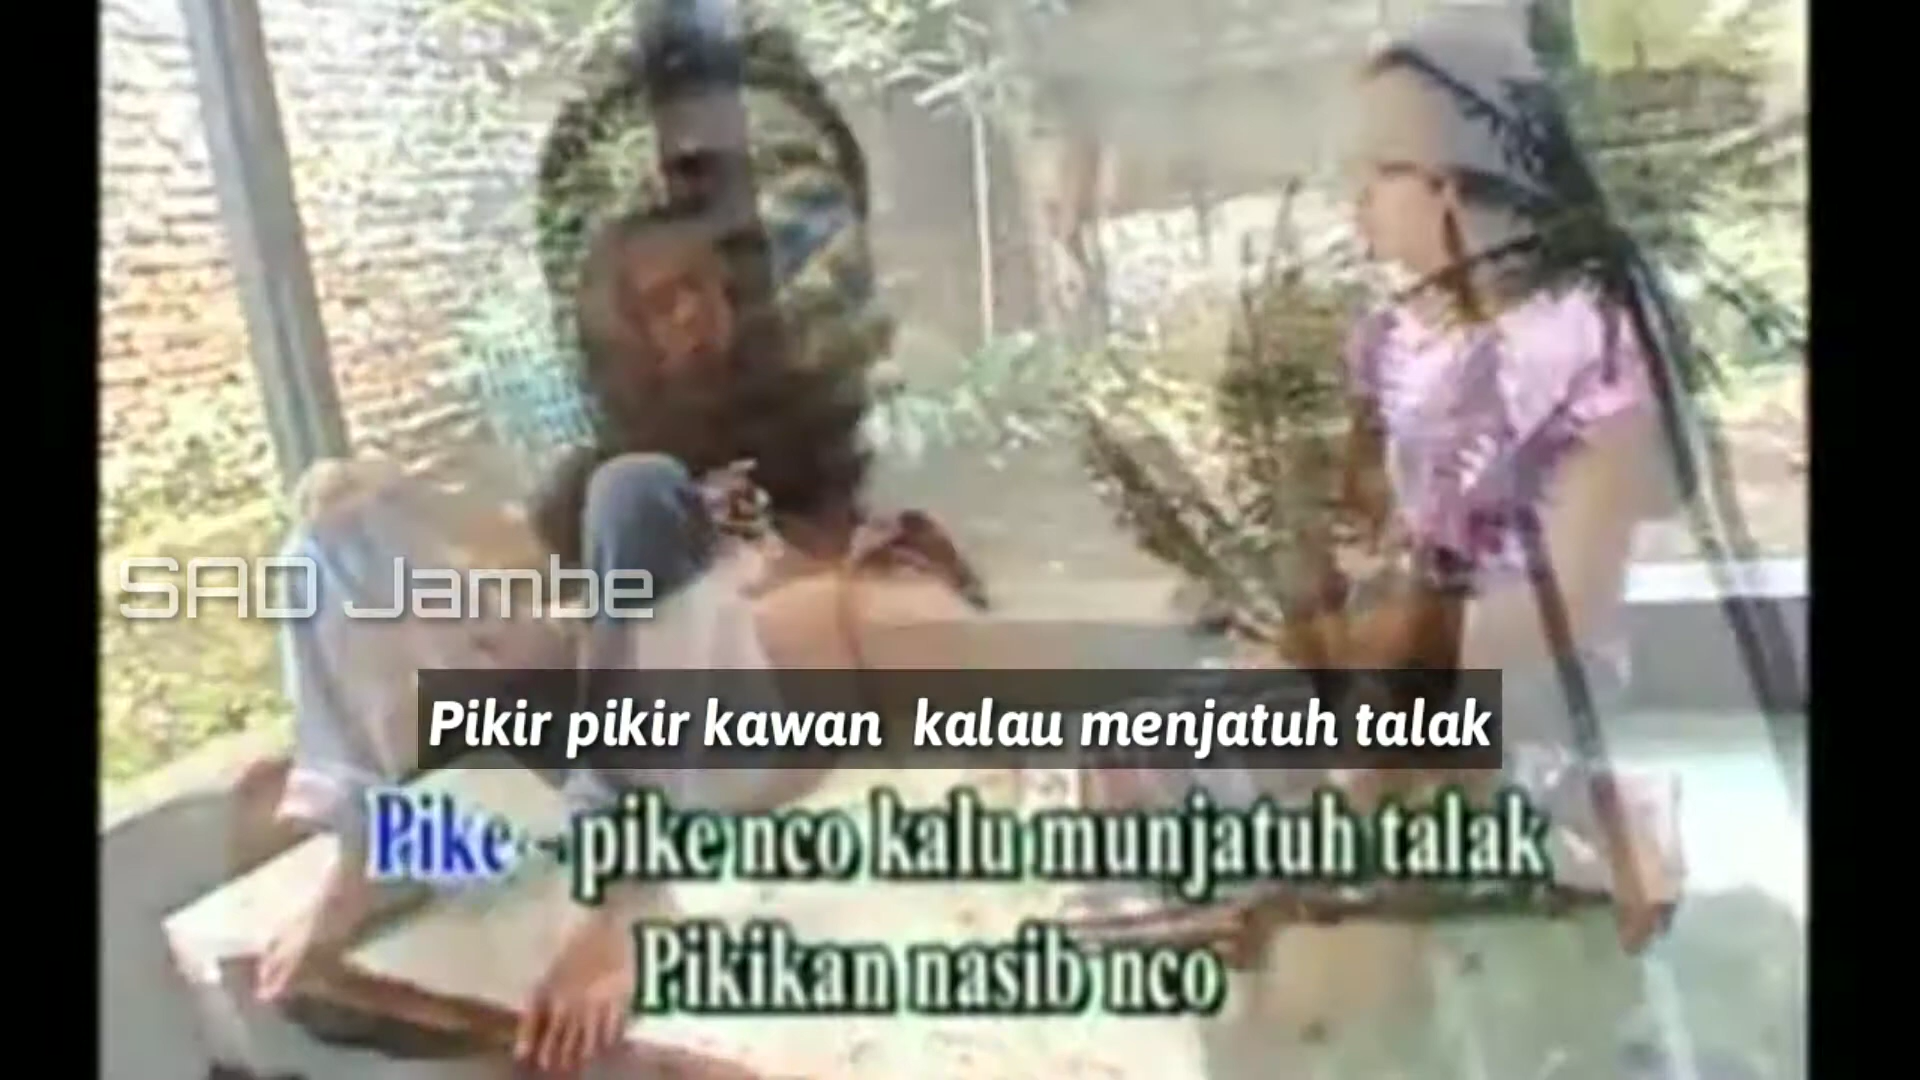 SAD Jambe
Pikir pikir kawan kalau menjatuh talak
Pike - pike nco kalu munjatuh talak
Pikikan nasib nco